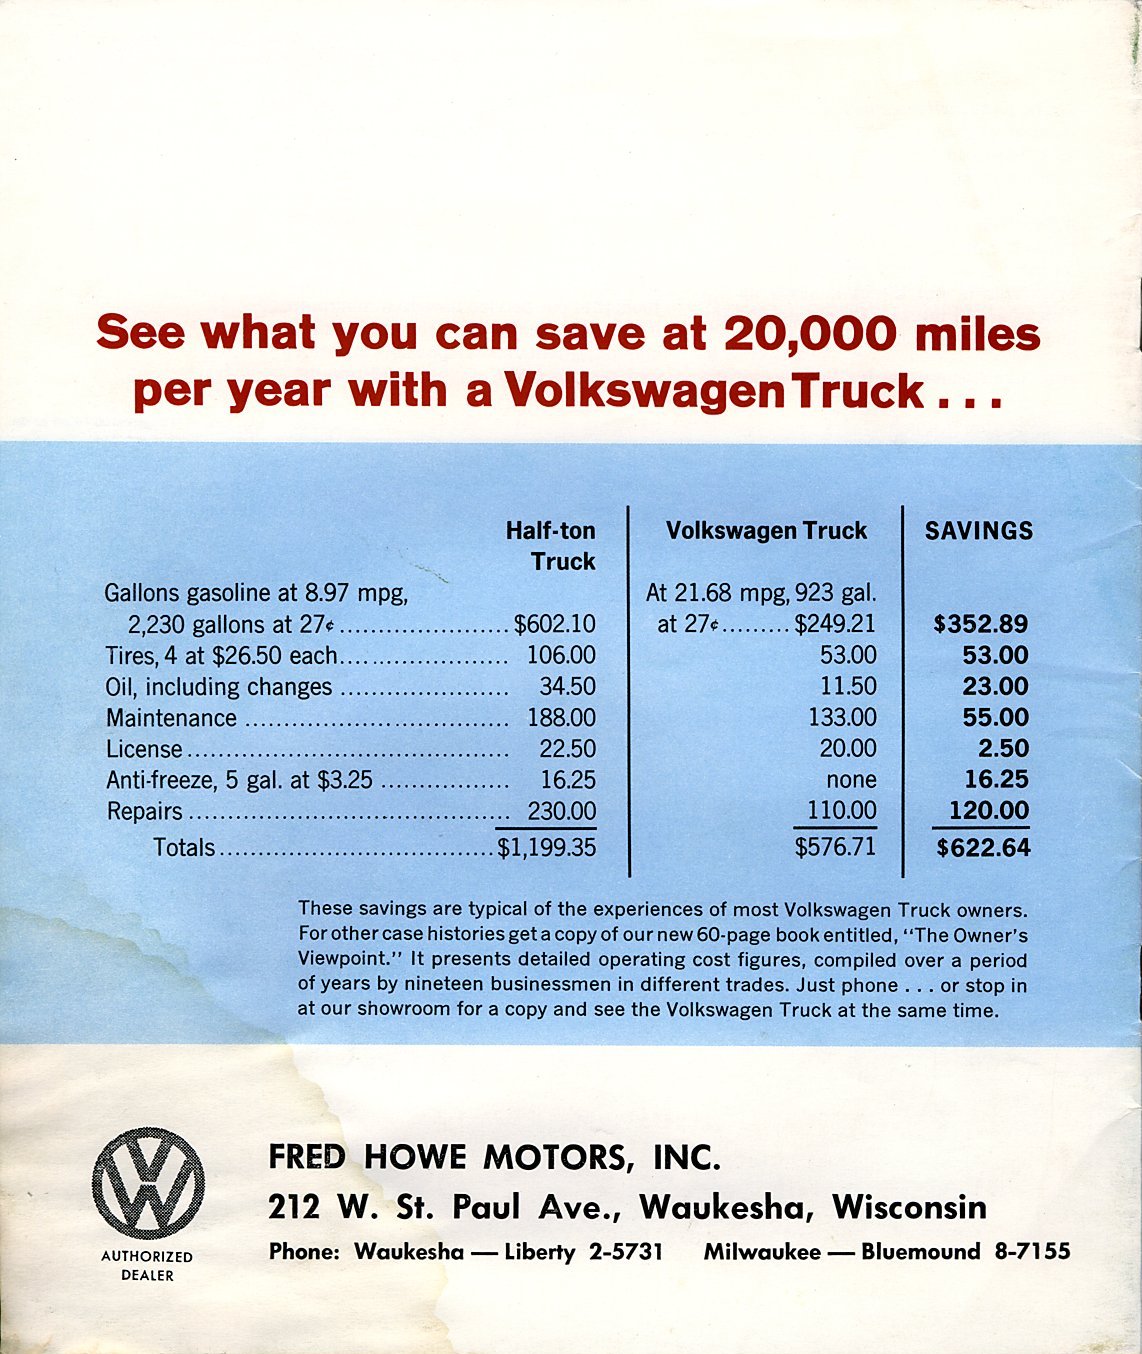 See what you can save at 20,000 miles
per year with a Volkswagen Truck . . .
Half-ton Truck Volkswagen Truck SAVINGS
Gallons gasoline at 8.97 mpg, At 21.68 mpg, 923 gal.
2,230 gallons at 27¢ ...................... $602.10 at 27¢......... $249.21 $352.89
Tires, 4 at $26.50 each...................... 106.00 53.00 53.00
Oil, including changes ...................... 34.50 11.50 23.00
Maintenance .................................. 188.00 133.00 55.00
License.......................................... 22.50 20.00 2.50
Anti-freeze, 5 gal. at $3.25 ................. 16.25 none 16.25
Repairs .......................................... 230.00 110.00 120.00
Totals.................................... $1,199.35 $576.71 $622.64
These savings are typical of the experiences of most Volkswagen Truck owners.
For other case histories get a copy of our new 60-page book entitled, "The Owner's
Viewpoint." It presents detailed operating cost figures, compiled over a period
of years by nineteen businessmen in different trades. Just phone . . . or stop in
at our showroom for a copy and see the Volkswagen Truck at the same time.
VW
AUTHORIZED
DEALER
FRED HOWE MOTORS, INC.
212 W. St. Paul Ave., Waukesha, Wisconsin
Phone: Waukesha — Liberty 2-5731 Milwaukee — Bluemound 8-7155